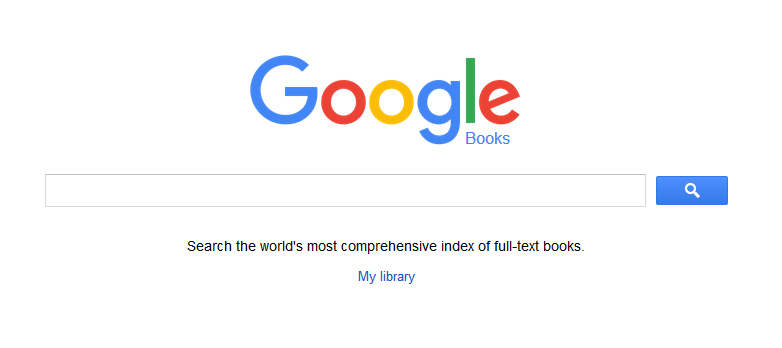 Google
Books
Search the world's most comprehensive index of full-text books.
My library